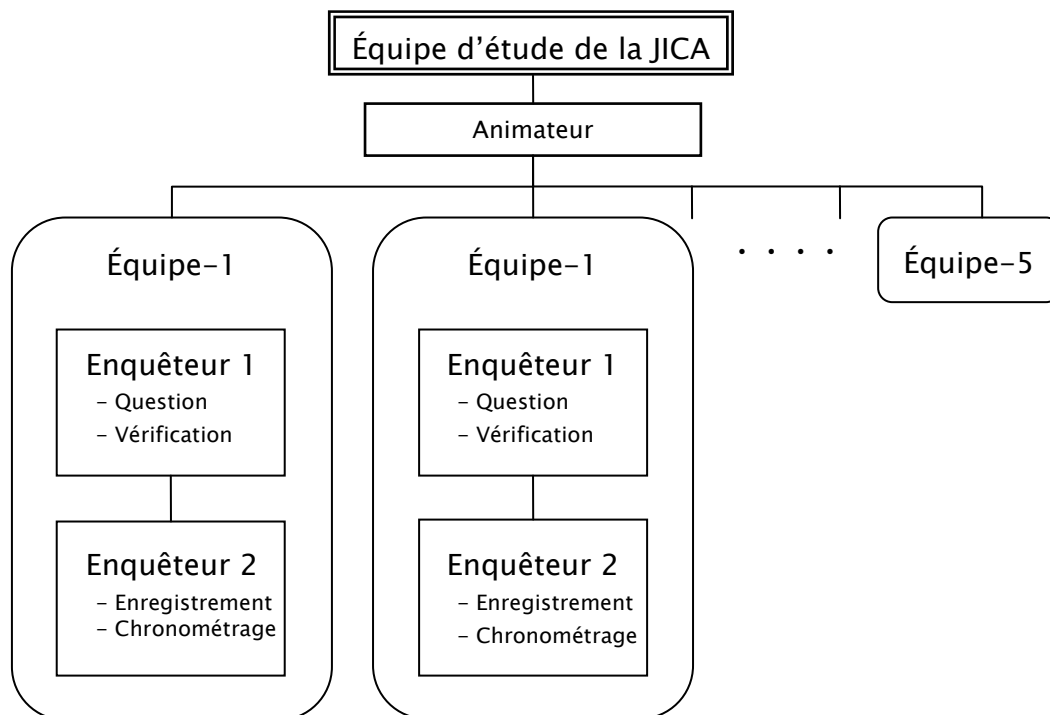 Équipe d’étude de la JICA
Animateur
Équipe–1
Enquêteur 1
– Question
– Vérification
Enquêteur 2
– Enregistrement
– Chronométrage
Équipe–1
Enquêteur 1
– Question
– Vérification
Enquêteur 2
– Enregistrement
– Chronométrage
. . . .
Équipe–5